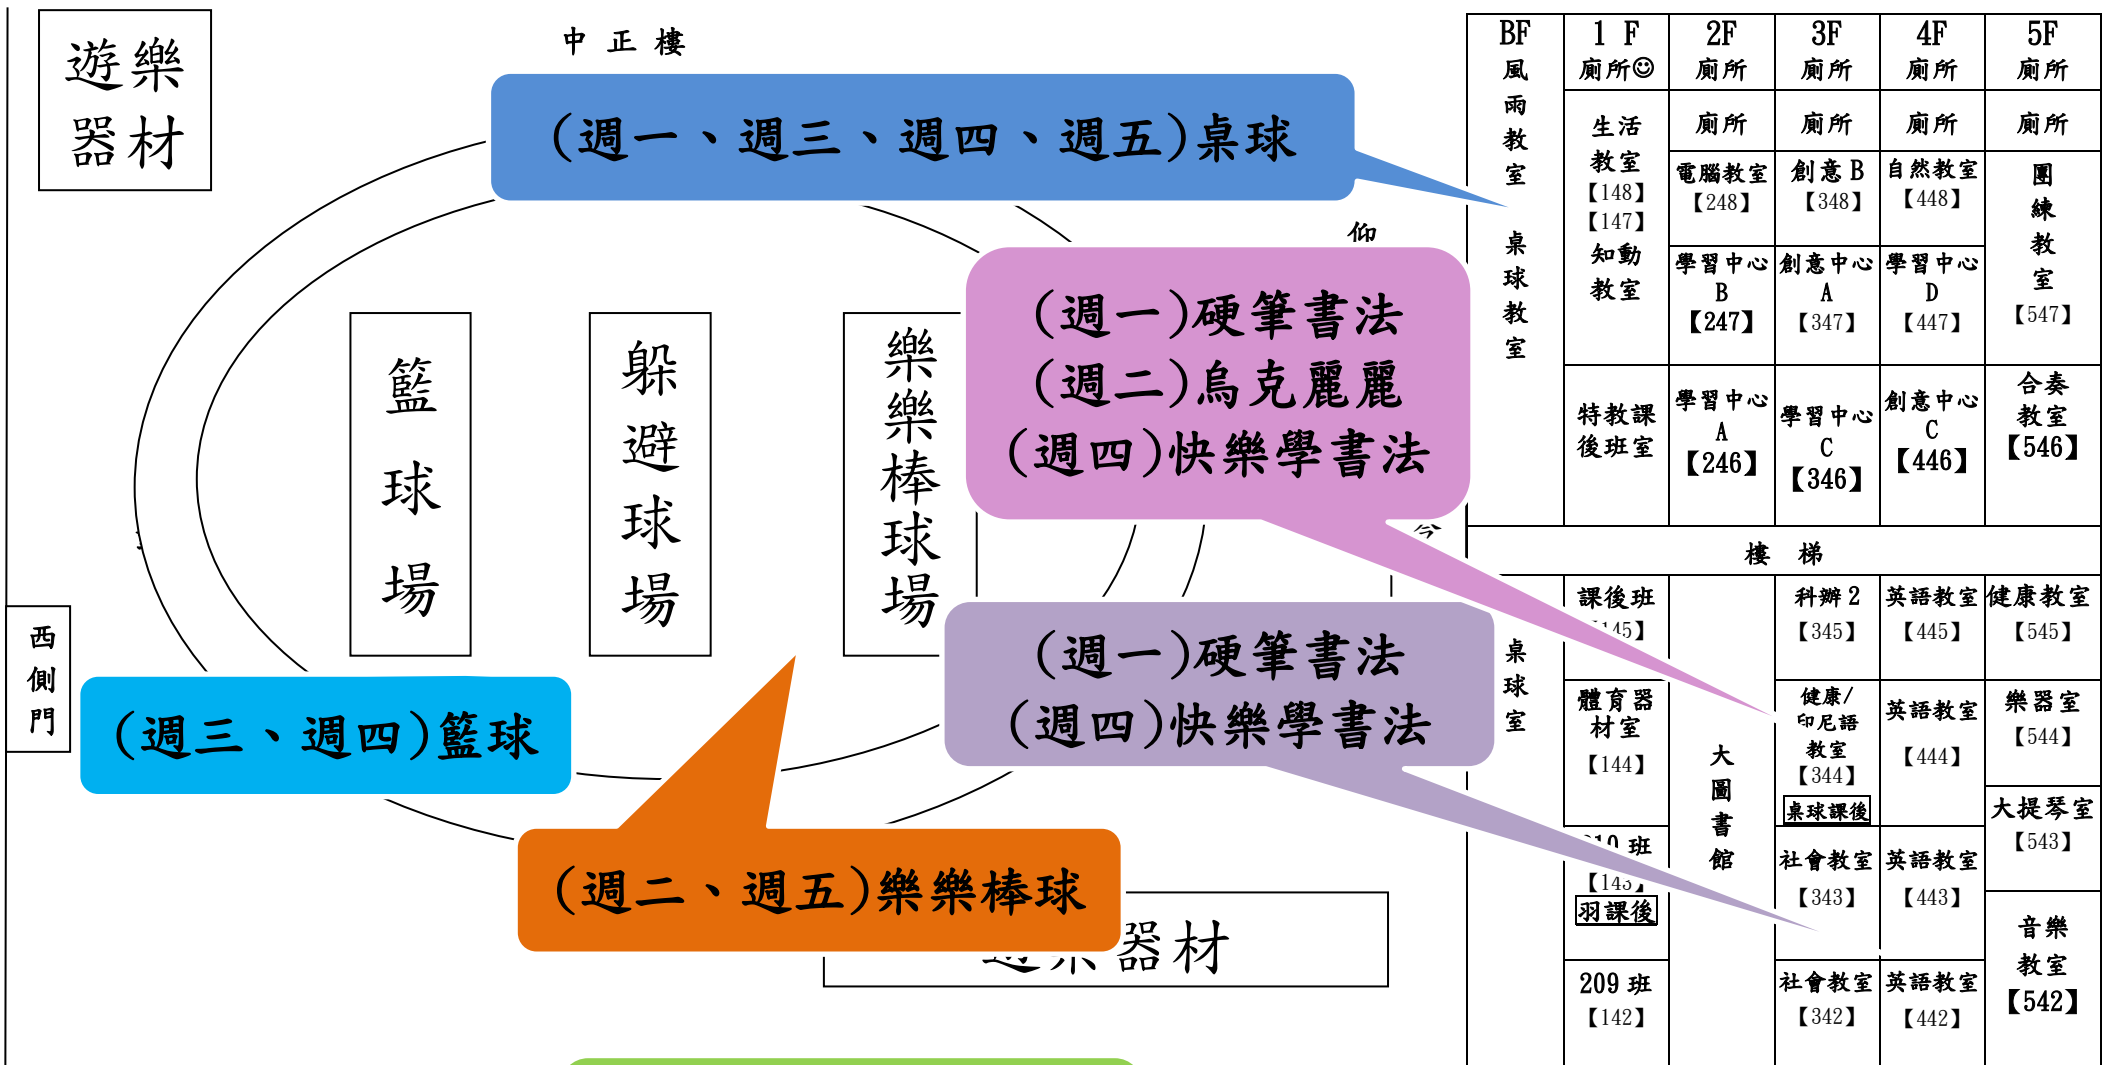 遊樂
器材
中正樓
(週一、週三、週四、週五)桌球
仰
籃球場
躲避球場
樂樂棒球場
(週一)硬筆書法
(週二)烏克麗麗
(週四)快樂學書法
(週一)硬筆書法
(週四)快樂學書法
西側門
(週三、週四)籃球
(週二、週五)樂樂棒球
器材
BF
風雨教室
桌球教室
1 F
廁所☺
2F
廁所
3F
廁所
4F
廁所
5F
廁所
生活
教室
【148】
【147】
知動
教室
廁所
廁所
廁所
廁所
電腦教室
【248】
創意 B
【348】
自然教室
【448】
團練教室
【547】
學習中心
B
【247】
創意中心
A
【347】
學習中心
D
【447】
特教課
後班室
學習中心
A
【246】
學習中心
C
【346】
創意中心
C
【446】
合奏
教室
【546】
樓 梯
桌球室
課後班
145】
大圖書館
科辦 2
【345】
英語教室
【445】
健康教室
【545】
體育器
材室
【144】
健康/
印尼語
教室
【344】
桌球課後
英語教室
【444】
樂器室
【544】
大提琴室
【543】
班
【143】
羽課後
社會教室
【343】
英語教室
【443】
音樂
教室
【542】
209 班
【142】
社會教室
【342】
英語教室
【442】